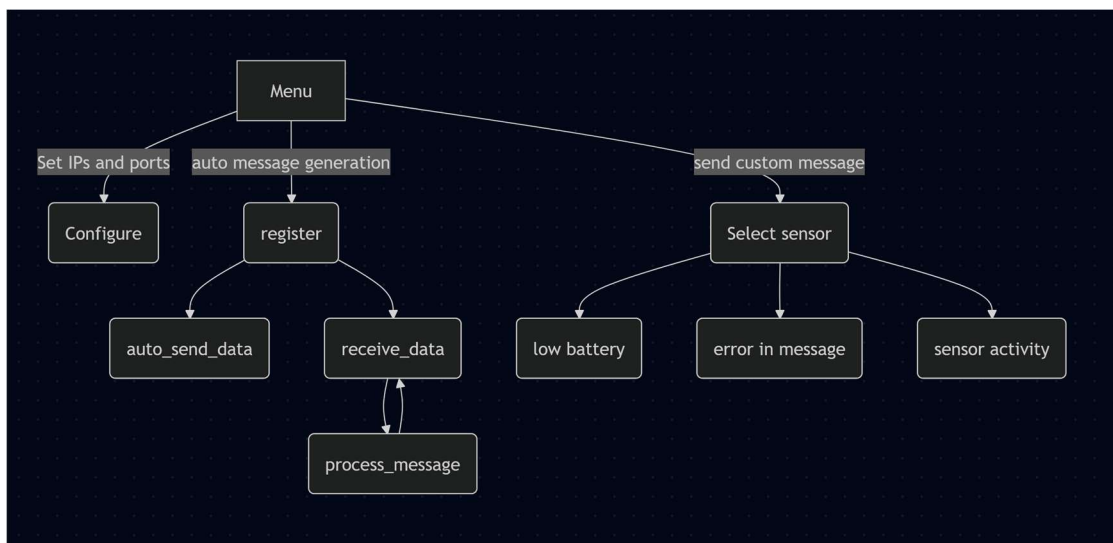 Menu
Set IPs and ports
auto message generation
send custom message
Configure
register
Select sensor
auto_send_data
receive_data
low battery
error in message
sensor activity
process_message